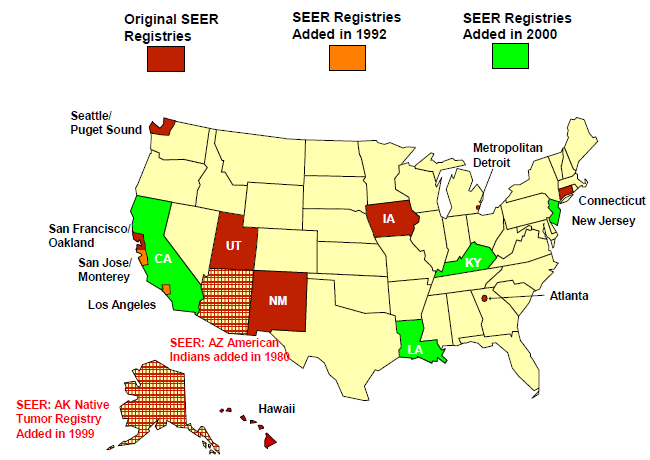 Original SEER
Registries
SEER Registries
Added in 1992
SEER Registries
Added in 2000
Seattle/
Puget Sound
Metropolitan
Detroit
Connecticut
New Jersey
IA
San Francisco/
Oakland
UT
CA
KY
San Jose/
Monterey
Los Angeles
NM
Atlanta
SEER: AZ American
Indians added in 1980
LA
SEER: AK Native
Tumor Registry
Added in 1999
Hawaii